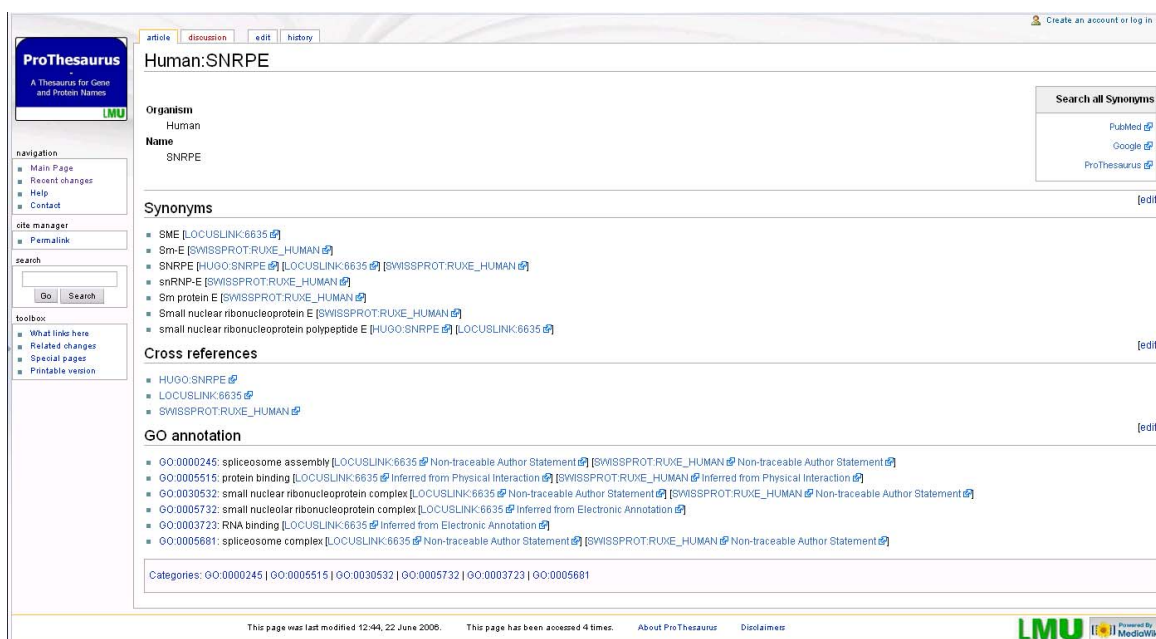 Create an account or log in
article discussion edit history
ProThesaurus
-
A Thesaurus for Gene
and Protein Names
LMU
Human:SNRPE
Organism
Human
Name
SNRPE
Search all Synonyms
PubMed
Google
ProThesaurus
navigation
Main Page
Recent changes
Help
Contact
cite manager
Permalink
search
Go Search
toolbox
What links here
Related changes
Special pages
Printable version
[edit
Synonyms
SME [LOCUSLINK:6635]
Sm-E [SWISSPROT:RUXE_HUMAN]
SNRPE [HUGO:SNRPE] [LOCUSLINK:6635] [SWISSPROT:RUXE_HUMAN]
snRNP-E [SWISSPROT:RUXE_HUMAN]
Sm protein E [SWISSPROT:RUXE_HUMAN]
Small nuclear ribonucleoprotein E [SWISSPROT:RUXE_HUMAN]
small nuclear ribonucleoprotein polypeptide E [HUGO:SNRPE] [LOCUSLINK:6635]
[edit
Cross references
HUGO:SNRPE
LOCUSLINK:6635
SWISSPROT:RUXE_HUMAN
[edit
GO annotation
GO:0000245: spliceosome assembly [LOCUSLINK:6635 Non-traceable Author Statement] [SWISSPROT:RUXE_HUMAN Non-traceable Author Statement]
GO:0005515: protein binding [LOCUSLINK:6635 Inferred from Physical Interaction] [SWISSPROT:RUXE_HUMAN Inferred from Physical Interaction]
GO:0030532: small nuclear ribonucleoprotein complex [LOCUSLINK:6635 Non-traceable Author Statement] [SWISSPROT:RUXE_HUMAN Non-traceable Author Statement]
GO:0005732: small nucleolar ribonucleoprotein complex [LOCUSLINK:6635 Inferred from Electronic Annotation]
GO:0003723: RNA binding [LOCUSLINK:6635 Inferred from Electronic Annotation]
GO:0005681: spliceosome complex [LOCUSLINK:6635 Non-traceable Author Statement] [SWISSPROT:RUXE_HUMAN Non-traceable Author Statement]
Categories: GO:0000245 | GO:0005515 | GO:0030532 | GO:0005732 | GO:0003723 | GO:0005681
This page was last modified 12:44, 22 June 2006. This page has been accessed 4 times. About ProThesaurus Disclaimers
LMU
Powered By
MediaWiki